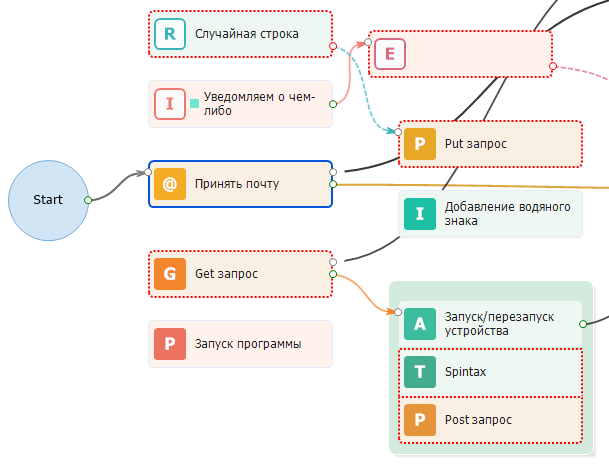 R Случайная строка
E
I Уведомляем о чем-
либо
P Put запрос
Start
@ Принять почту
I Добавление водяного
знака
G Get запрос
A Запуск/перезапуск
устройства
P Запуск программы
T Spintax
P Post запрос